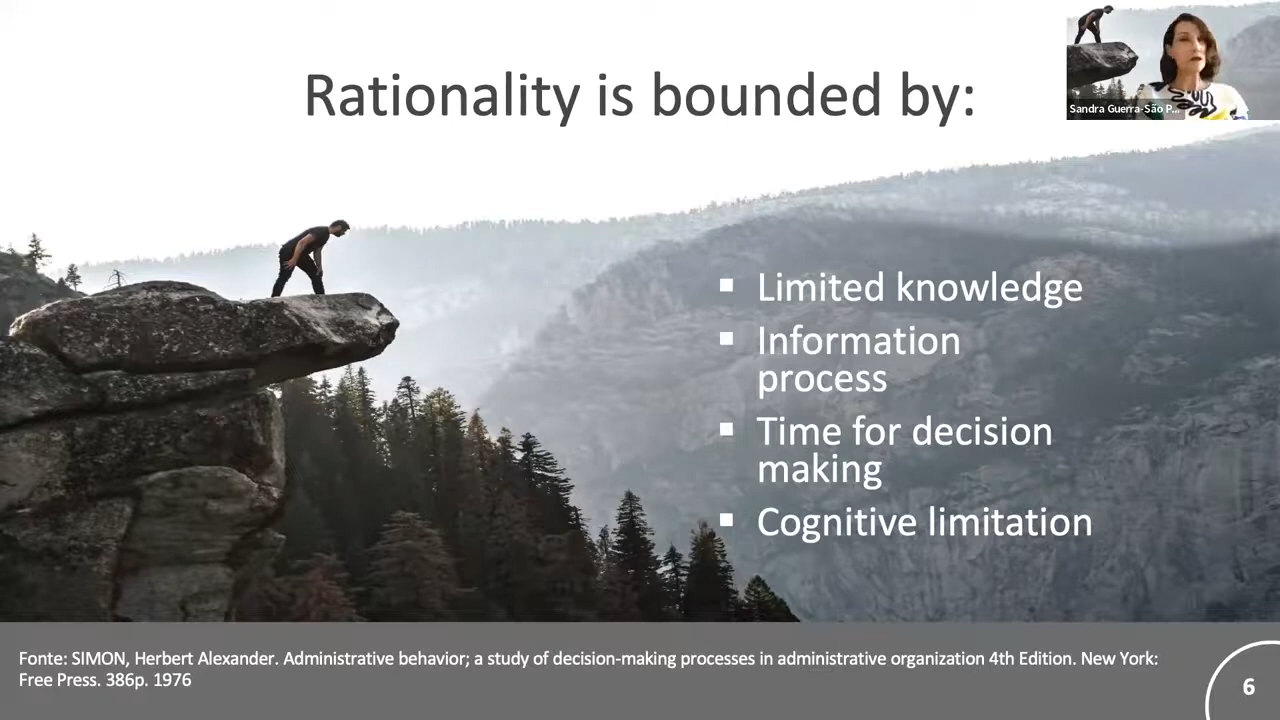 Rationality is bounded by:
Sandra Guerra-São P...
▪ Limited knowledge
▪ Information
process
▪ Time for decision
making
▪ Cognitive limitation
Fonte: SIMON, Herbert Alexander. Administrative behavior; a study of decision-making processes in administrative organization 4th Edition. New York:
Free Press. 386p. 1976
6